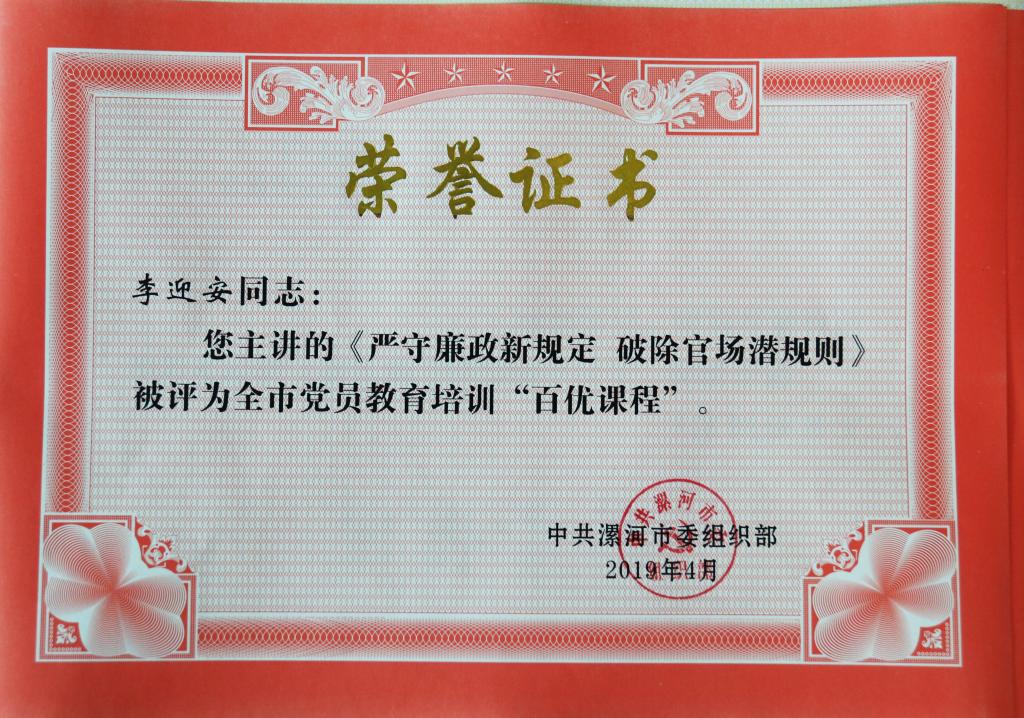 荣誉证书
李迎安同志：
您主讲的《严守廉政新规定 破除官场潜规则》
被评为全市党员教育培训“百优课程”。
中共漯河市委组织部
2019年4月